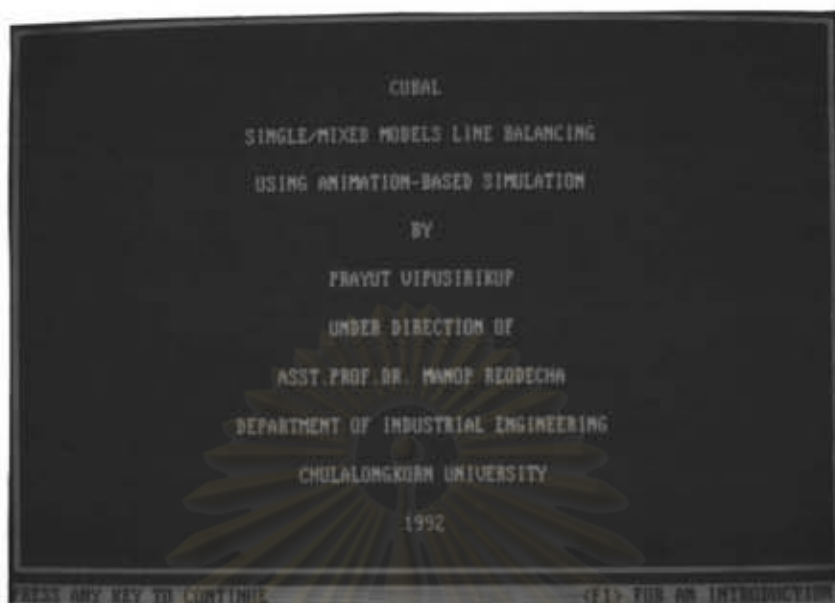 CUBAL
SINGLE/MIXED MODELS LINE BALANCING
USING ANIMATION-BASED SIMULATION
BY
PRAYUT VIPUSIRIKUP
UNDER DIRECTION OF
ASST.PROF.DR. MANOP REODECHA
DEPARTMENT OF INDUSTRIAL ENGINEERING
CHULALONGKORN UNIVERSITY
1992
PRESS ANY KEY TO CONTINUE <F1> FOR AN INTRODUCTION